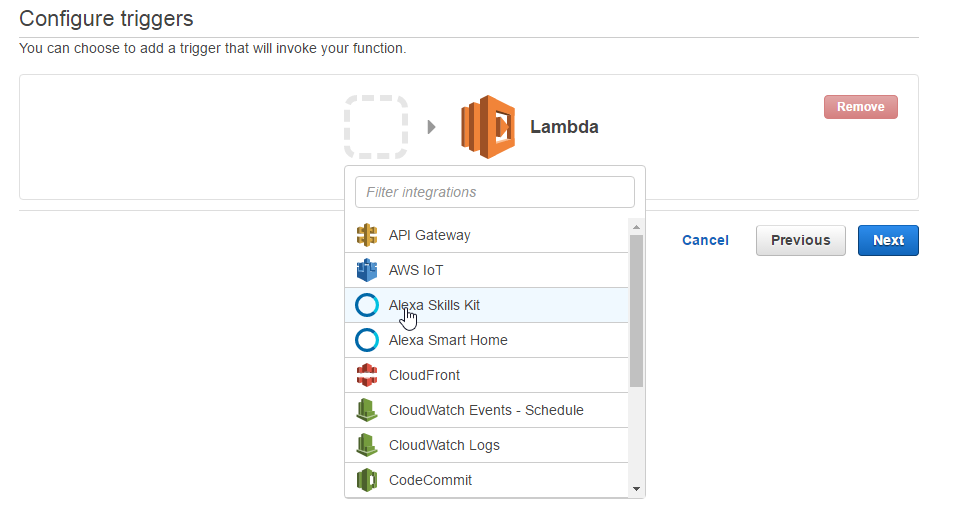 Configure triggers
You can choose to add a trigger that will invoke your function.
Remove
Lambda
Filter integrations
API Gateway
AWS IoT
Alexa Skills Kit
Alexa Smart Home
CloudFront
CloudWatch Events - Schedule
CloudWatch Logs
CodeCommit
Cancel
Previous
Next